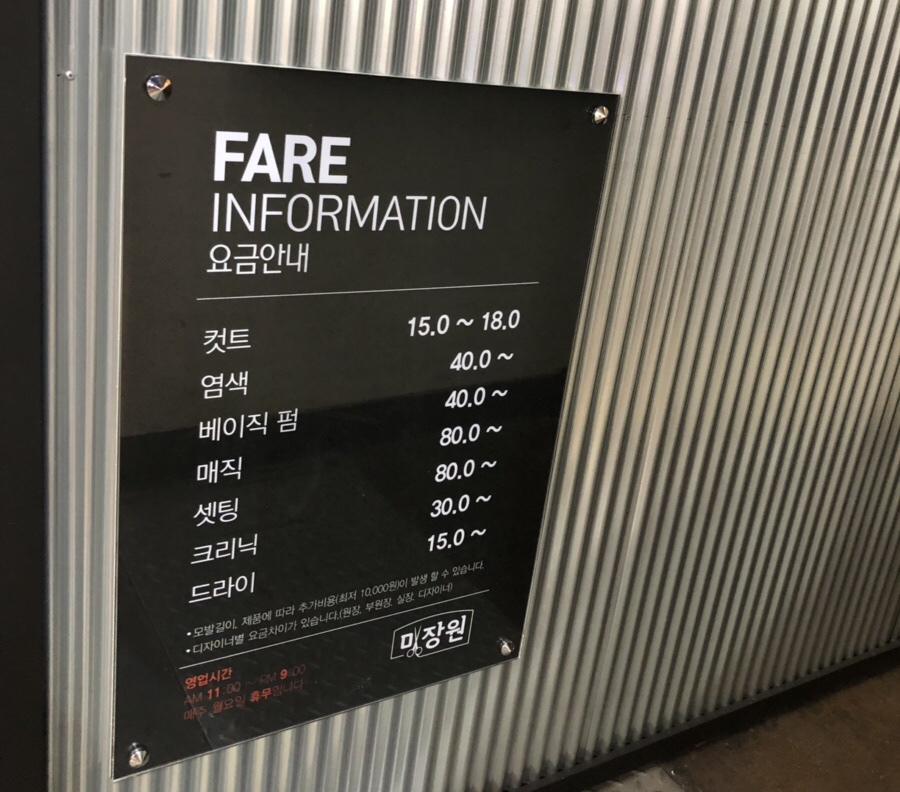 FARE
INFORMATION
요금안내
컷트 15.0 ~ 18.0
염색 40.0 ~
베이직 펌 40.0 ~
매직 80.0 ~
셋팅 80.0 ~
크리닉 30.0 ~
드라이 15.0 ~
• 모발길이, 제품에 따라 추가비용(최저 10,000원)이 발생 할 수 있습니다.
• 디자이너별 요금차이가 있습니다.(원장, 부원장, 실장, 디자이너)
미장원
영업시간
AM 11:00 ~ PM 9:00
매주 월요일 휴무입니다